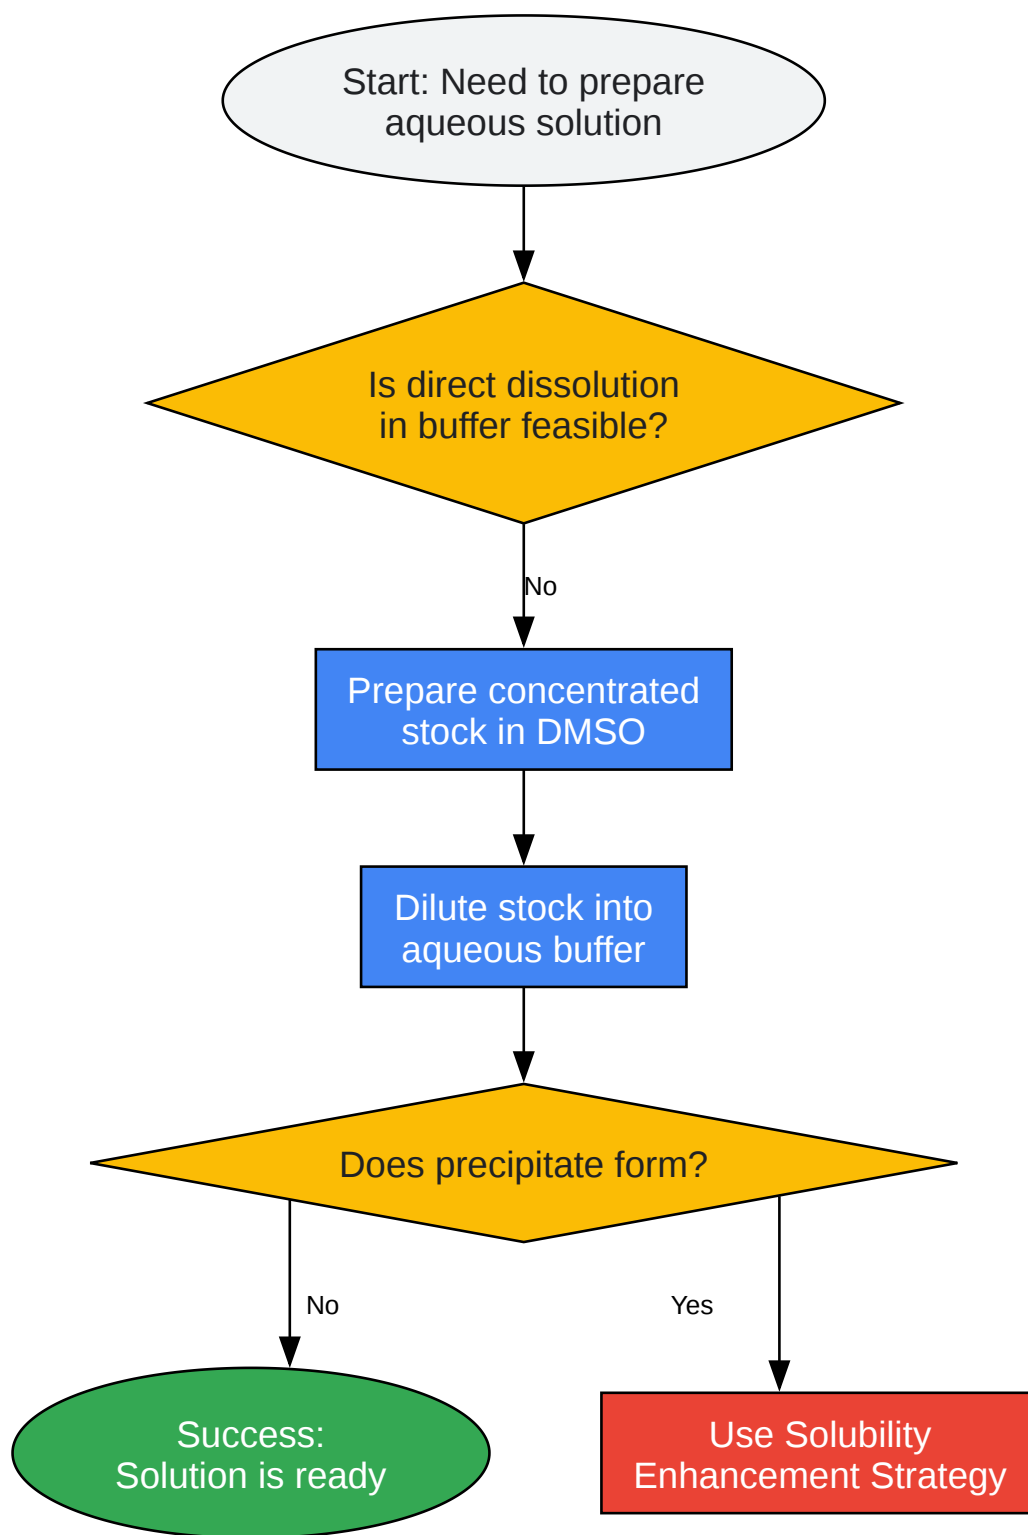 Start: Need to prepare
aqueous solution
Is direct dissolution
in buffer feasible?
No
Prepare concentrated
stock in DMSO
Dilute stock into
aqueous buffer
Does precipitate form?
No
Yes
Success:
Solution is ready
Use Solubility
Enhancement Strategy